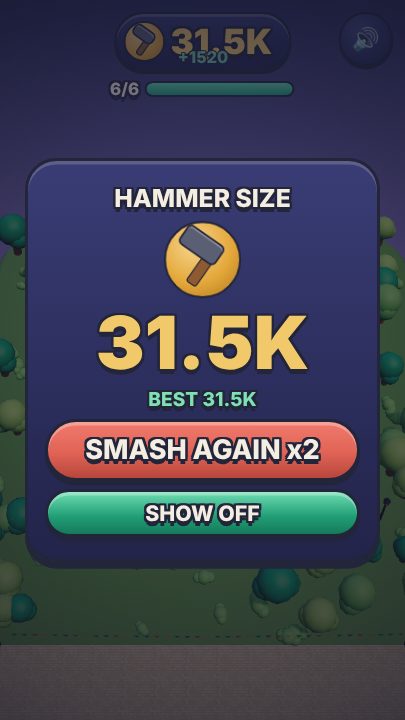 31.5K
+1520
6/6
HAMMER SIZE
31.5K
BEST 31.5K
SMASH AGAIN x2
SHOW OFF